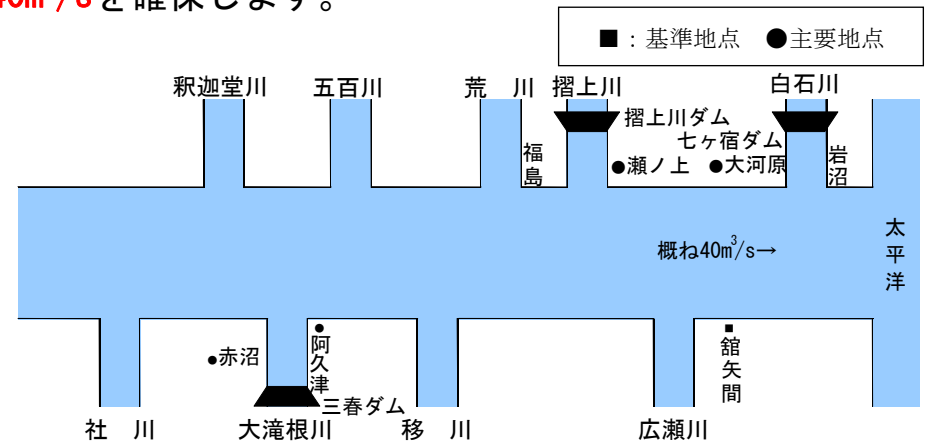 40m³/sを確保します。
■：基準地点　●主要地点
釈迦堂川　五百川　荒　川　摺上川　白石川
摺上川ダム
七ヶ宿ダム
福島
●瀬ノ上　●大河原
岩沼
概ね40m³/s→
太平洋
●赤沼
●
阿久津
■
舘矢間
三春ダム
社　川　大滝根川　移　川　広瀬川